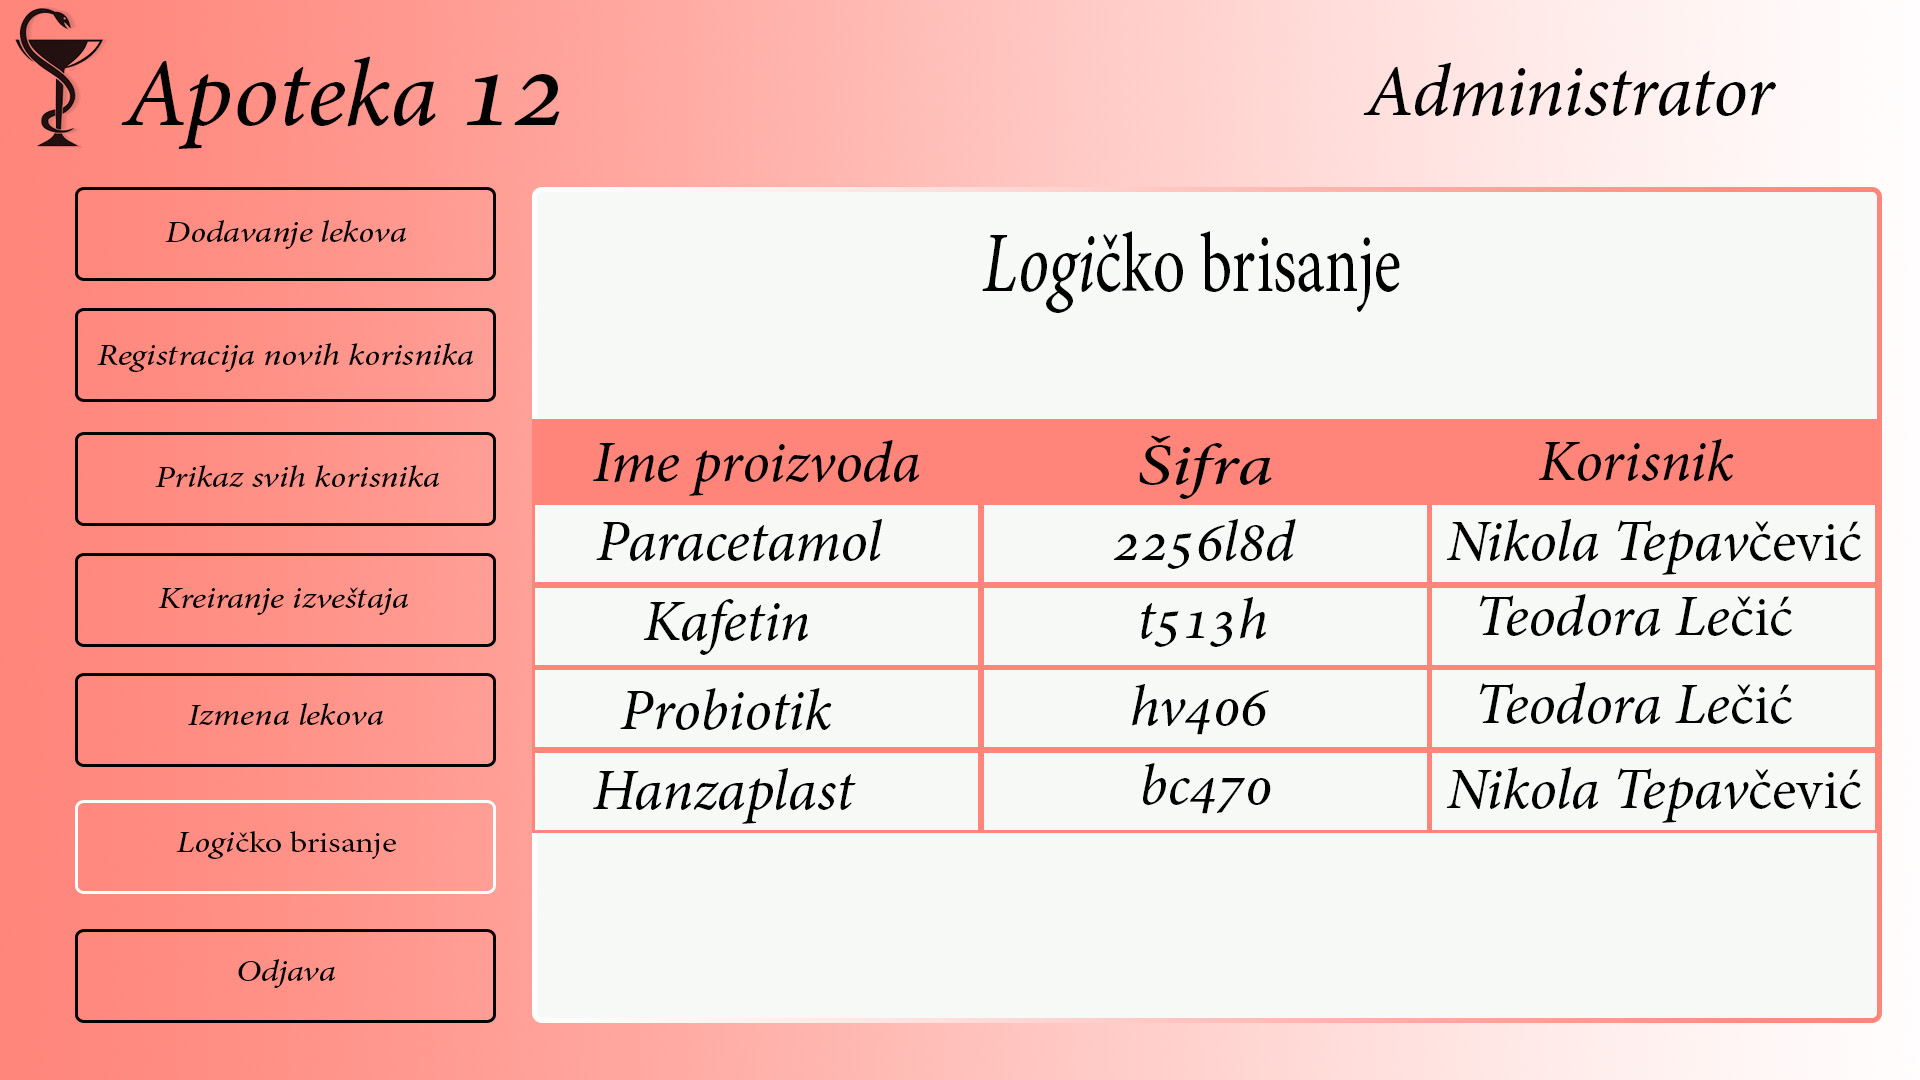 Apoteka 12
Administrator
Dodavanje lekova
Registracija novih korisnika
Prikaz svih korisnika
Kreiranje izveštaja
Izmena lekova
Logičko brisanje
Odjava
Logičko brisanje
Ime proizvoda Šifra Korisnik
Paracetamol 2256l8d Nikola Tepavčević
Kafetin t513h Teodora Lečić
Probiotik hv406 Teodora Lečić
Hanzaplast bc470 Nikola Tepavčević